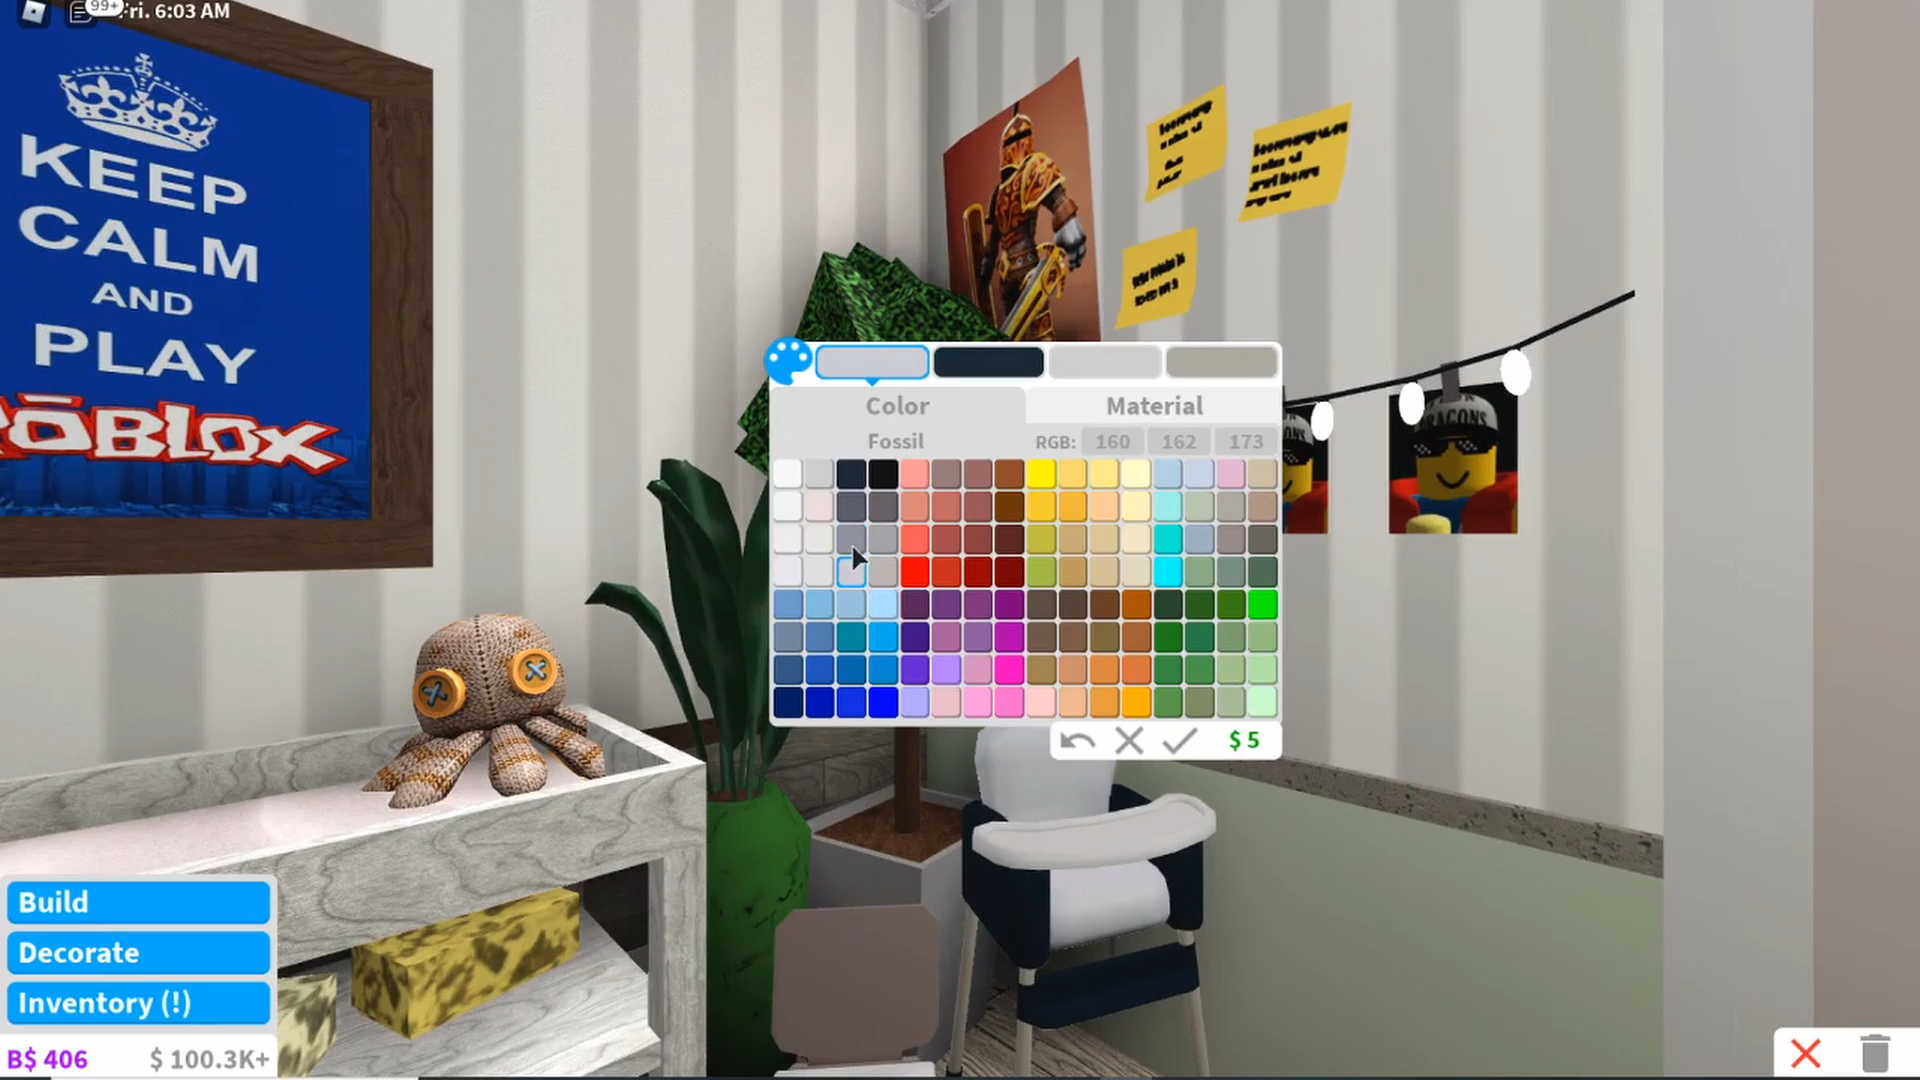 99+
Fri. 6:03 AM
KEEP
CALM
AND
PLAY
ROBLOX
DRAGONS
Color
Material
Fossil
RGB: 160 162 173
$ 5
Build
Decorate
Inventory (!)
B$ 406
$ 100.3K+